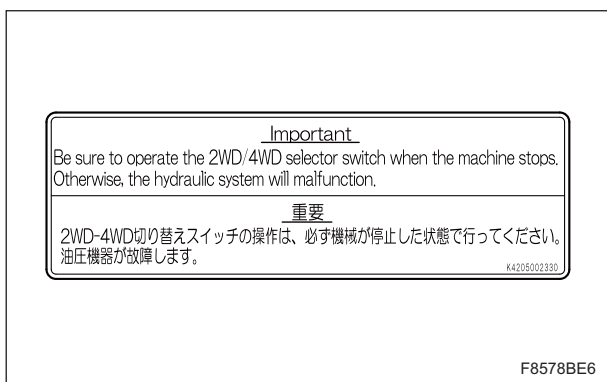 Important
Be sure to operate the 2WD/4WD selector switch when the machine stops.
Otherwise, the hydraulic system will malfunction.
重要
2WD-4WD切り替えスイッチの操作は、必ず機械が停止した状態で行ってください。
油圧機器が故障します。
K4205002330
F8578BE6